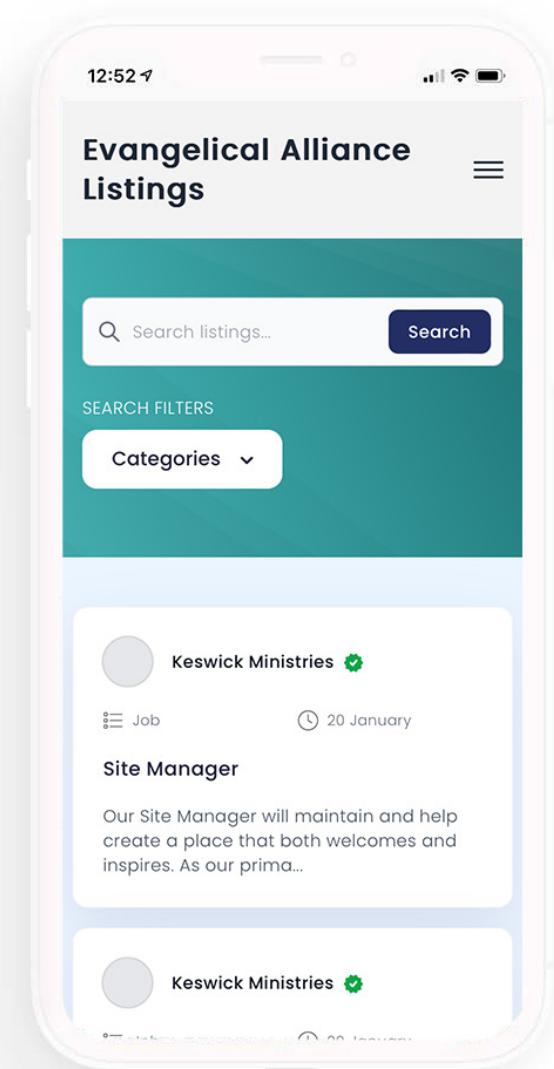 12:52
Evangelical Alliance
Listings
Search listings...
Search
SEARCH FILTERS
Categories
Keswick Ministries
Job
20 January
Site Manager
Our Site Manager will maintain and help
create a place that both welcomes and
inspires. As our prima...
Keswick Ministries